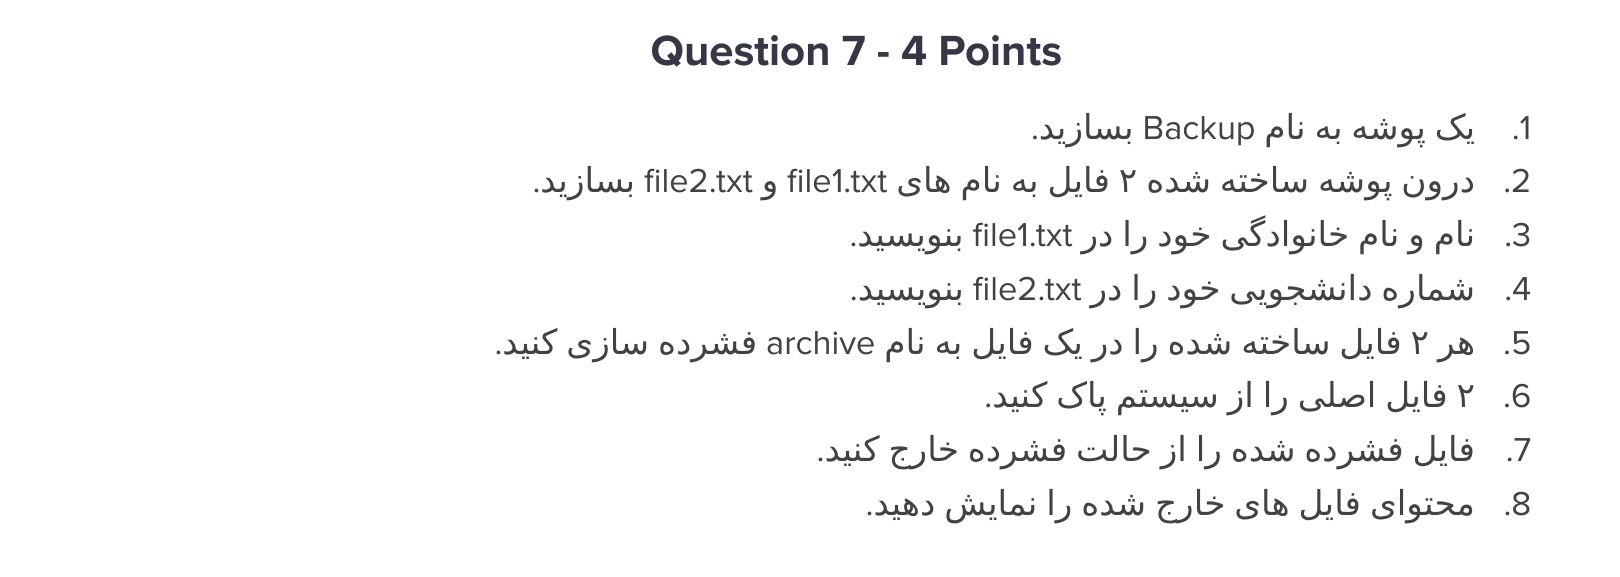 Question 7 - 4 Points
1. یک پوشه به نام Backup بسازید.
2. درون پوشه ساخته شده ۲ فایل به نام های file1.txt و file2.txt بسازید.
3. نام و نام خانوادگی خود را در file1.txt بنویسید.
4. شماره دانشجویی خود را در file2.txt بنویسید.
5. هر ۲ فایل ساخته شده را در یک فایل به نام archive فشرده سازی کنید.
6. ۲ فایل اصلی را از سیستم پاک کنید.
7. فایل فشرده شده را از حالت فشرده خارج کنید.
8. محتوای فایل های خارج شده را نمایش دهید.